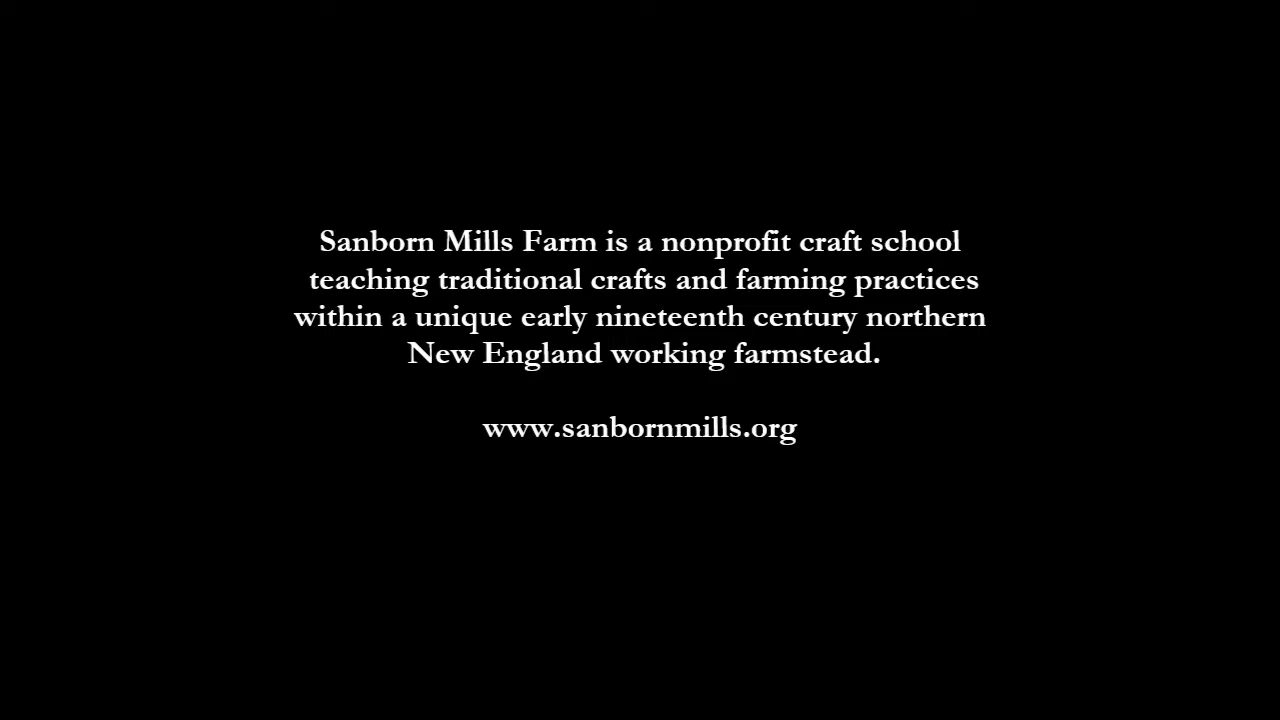 Sanborn Mills Farm is a nonprofit craft school
teaching traditional crafts and farming practices
within a unique early nineteenth century northern
New England working farmstead.
www.sanbornmills.org